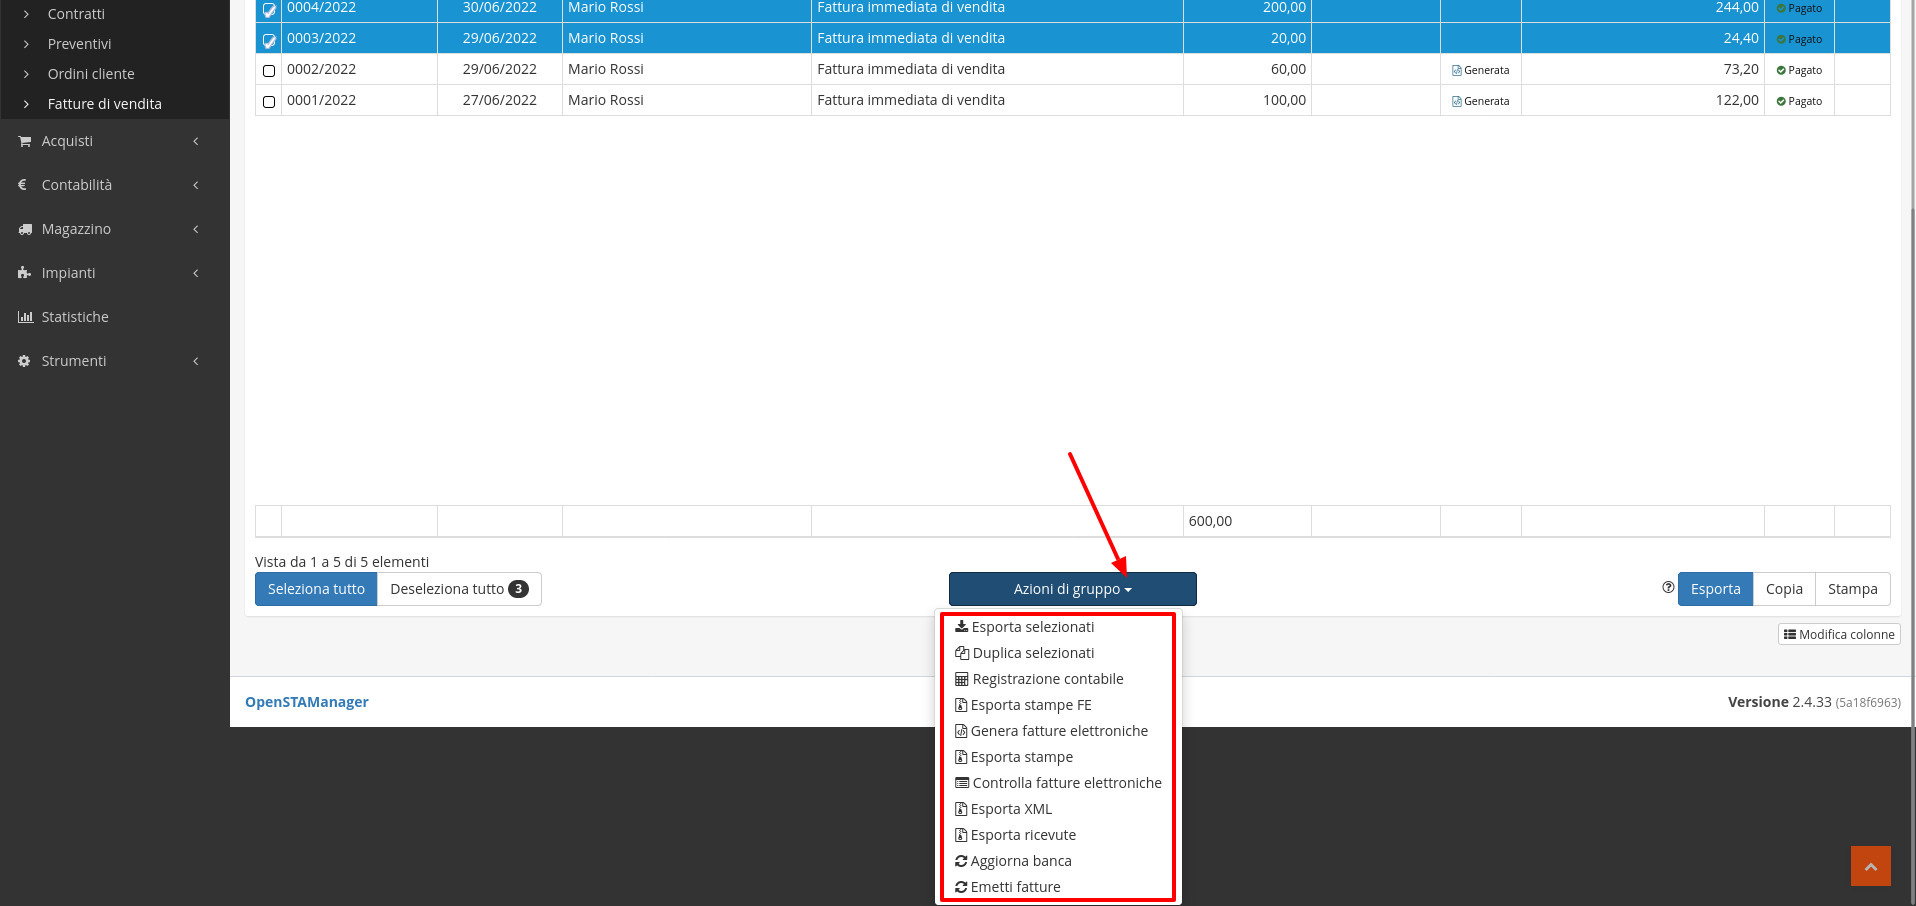 Contratti
Preventivi
Ordini cliente
Fatture di vendita
Acquisti
Contabilità
Magazzino
Impianti
Statistiche
Strumenti
0004/2022 30/06/2022 Mario Rossi Fattura immediata di vendita 200,00 244,00 Pagato
0003/2022 29/06/2022 Mario Rossi Fattura immediata di vendita 20,00 24,40 Pagato
0002/2022 29/06/2022 Mario Rossi Fattura immediata di vendita 60,00 Generata 73,20 Pagato
0001/2022 27/06/2022 Mario Rossi Fattura immediata di vendita 100,00 Generata 122,00 Pagato
600,00
Vista da 1 a 5 di 5 elementi
Seleziona tutto Deseleziona tutto 3 Azioni di gruppo Esporta Copia Stampa
Esporta selezionati
Duplica selezionati
Registrazione contabile
Esporta stampe FE
Genera fatture elettroniche
Esporta stampe
Controlla fatture elettroniche
Esporta XML
Esporta ricevute
Aggiorna banca
Emetti fatture
Modifica colonne
OpenSTAManager Versione 2.4.33 (5a18f6963)